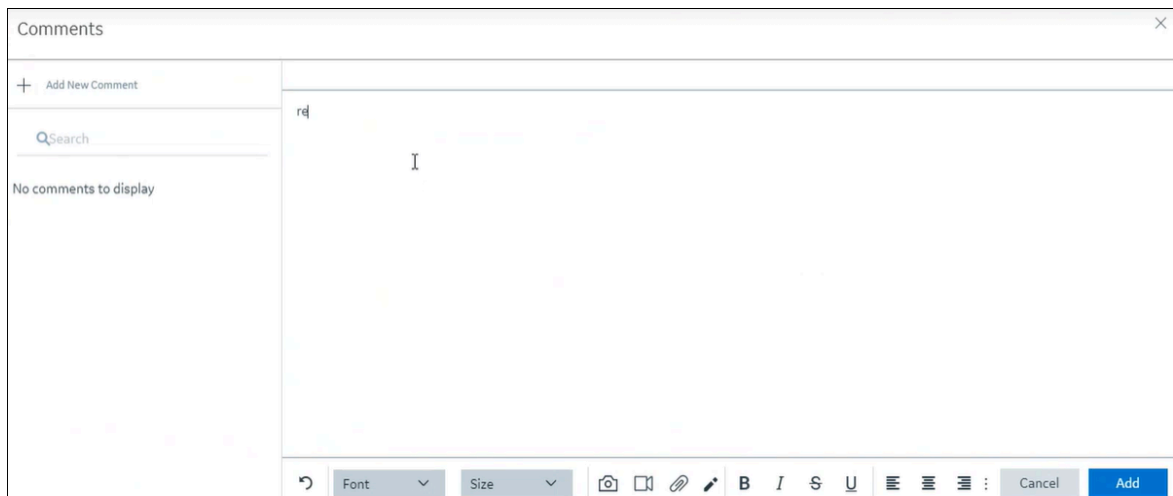 Comments
Add New Comment
re
Search
No comments to display
Font
Size
B I S U
Cancel
Add